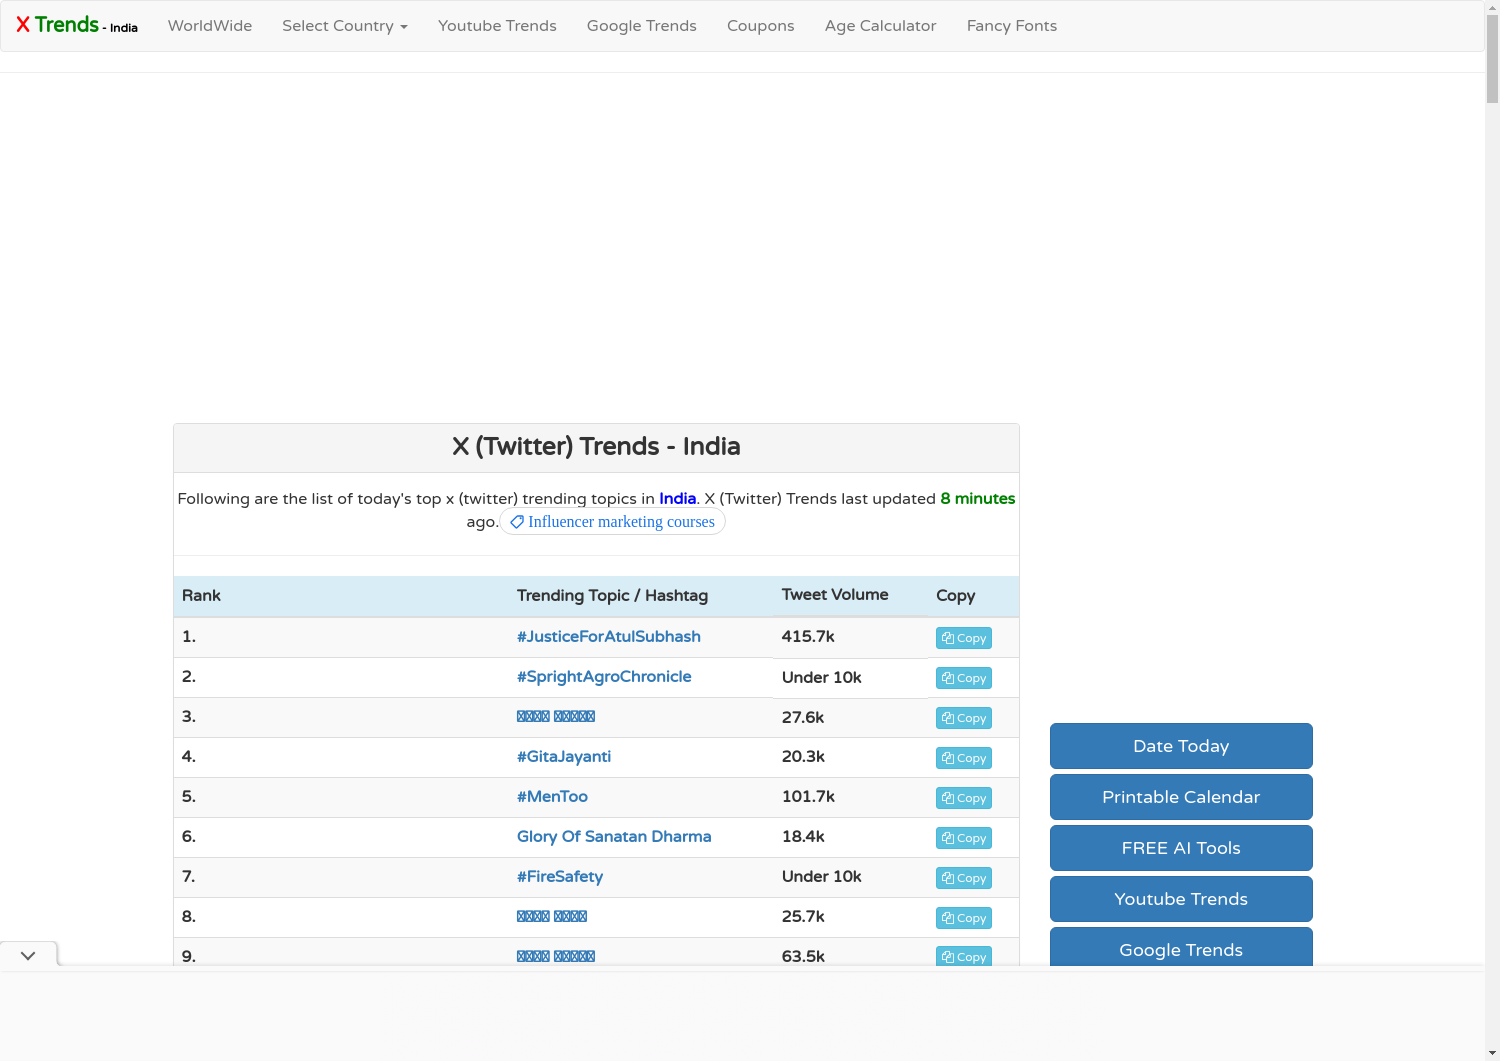 X Trends - India
WorldWide
Select Country
Youtube Trends
Google Trends
Coupons
Age Calculator
Fancy Fonts
X (Twitter) Trends - India
Following are the list of today's top x (twitter) trending topics in India. X (Twitter) Trends last updated 8 minutes
ago. Influencer marketing courses
Rank Trending Topic / Hashtag Tweet Volume Copy
1. #JusticeForAtulSubhash 415.7k Copy
2. #SprightAgroChronicle Under 10k Copy
3. 27.6k Copy
4. #GitaJayanti 20.3k Copy
5. #MenToo 101.7k Copy
6. Glory Of Sanatan Dharma 18.4k Copy
7. #FireSafety Under 10k Copy
8. 25.7k Copy
9. 63.5k Copy
Date Today
Printable Calendar
FREE AI Tools
Youtube Trends
Google Trends